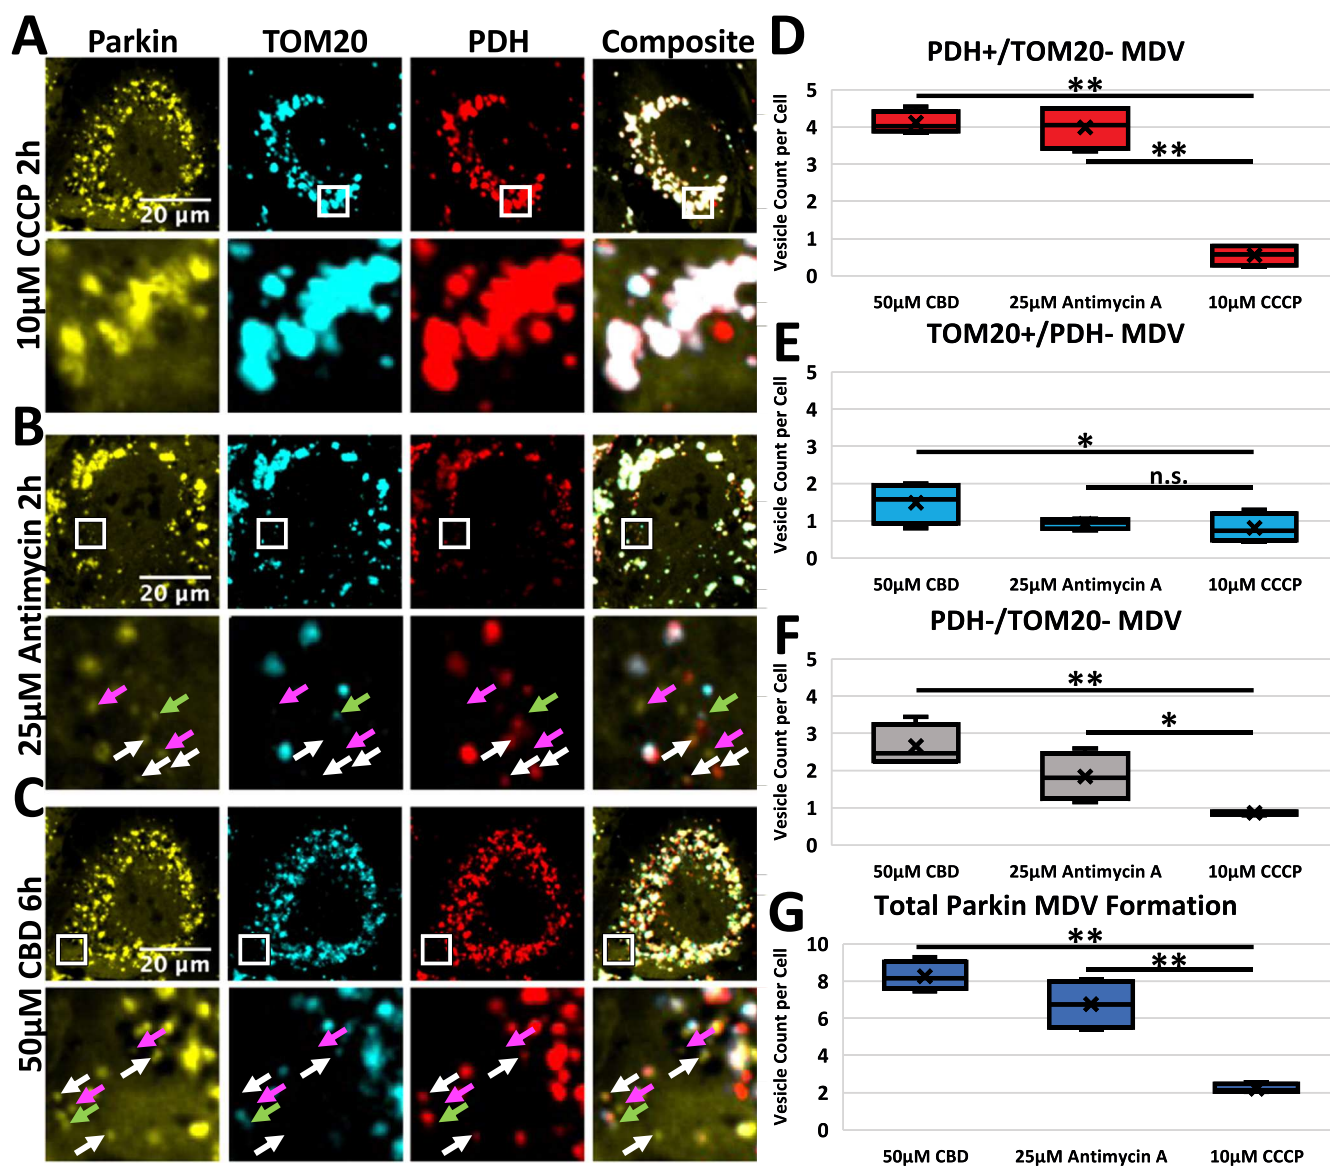 A
Parkin TOM20 PDH Composite
10µM CCCP 2h
20 µm
B
25µM Antimycin 2h
20 µm
C
50µM CBD 6h
20 µm
D
PDH+/TOM20- MDV
Vesicle Count per Cell
5
4
3
2
1
0
**
**
50µM CBD 25µM Antimycin A 10µM CCCP
E
TOM20+/PDH- MDV
Vesicle Count per Cell
5
4
3
2
1
0
*
n.s.
50µM CBD 25µM Antimycin A 10µM CCCP
F
PDH-/TOM20- MDV
Vesicle Count per Cell
5
4
3
2
1
0
**
*
50µM CBD 25µM Antimycin A 10µM CCCP
G
Total Parkin MDV Formation
Vesicle Count per Cell
10
8
6
4
2
0
**
**
50µM CBD 25µM Antimycin A 10µM CCCP